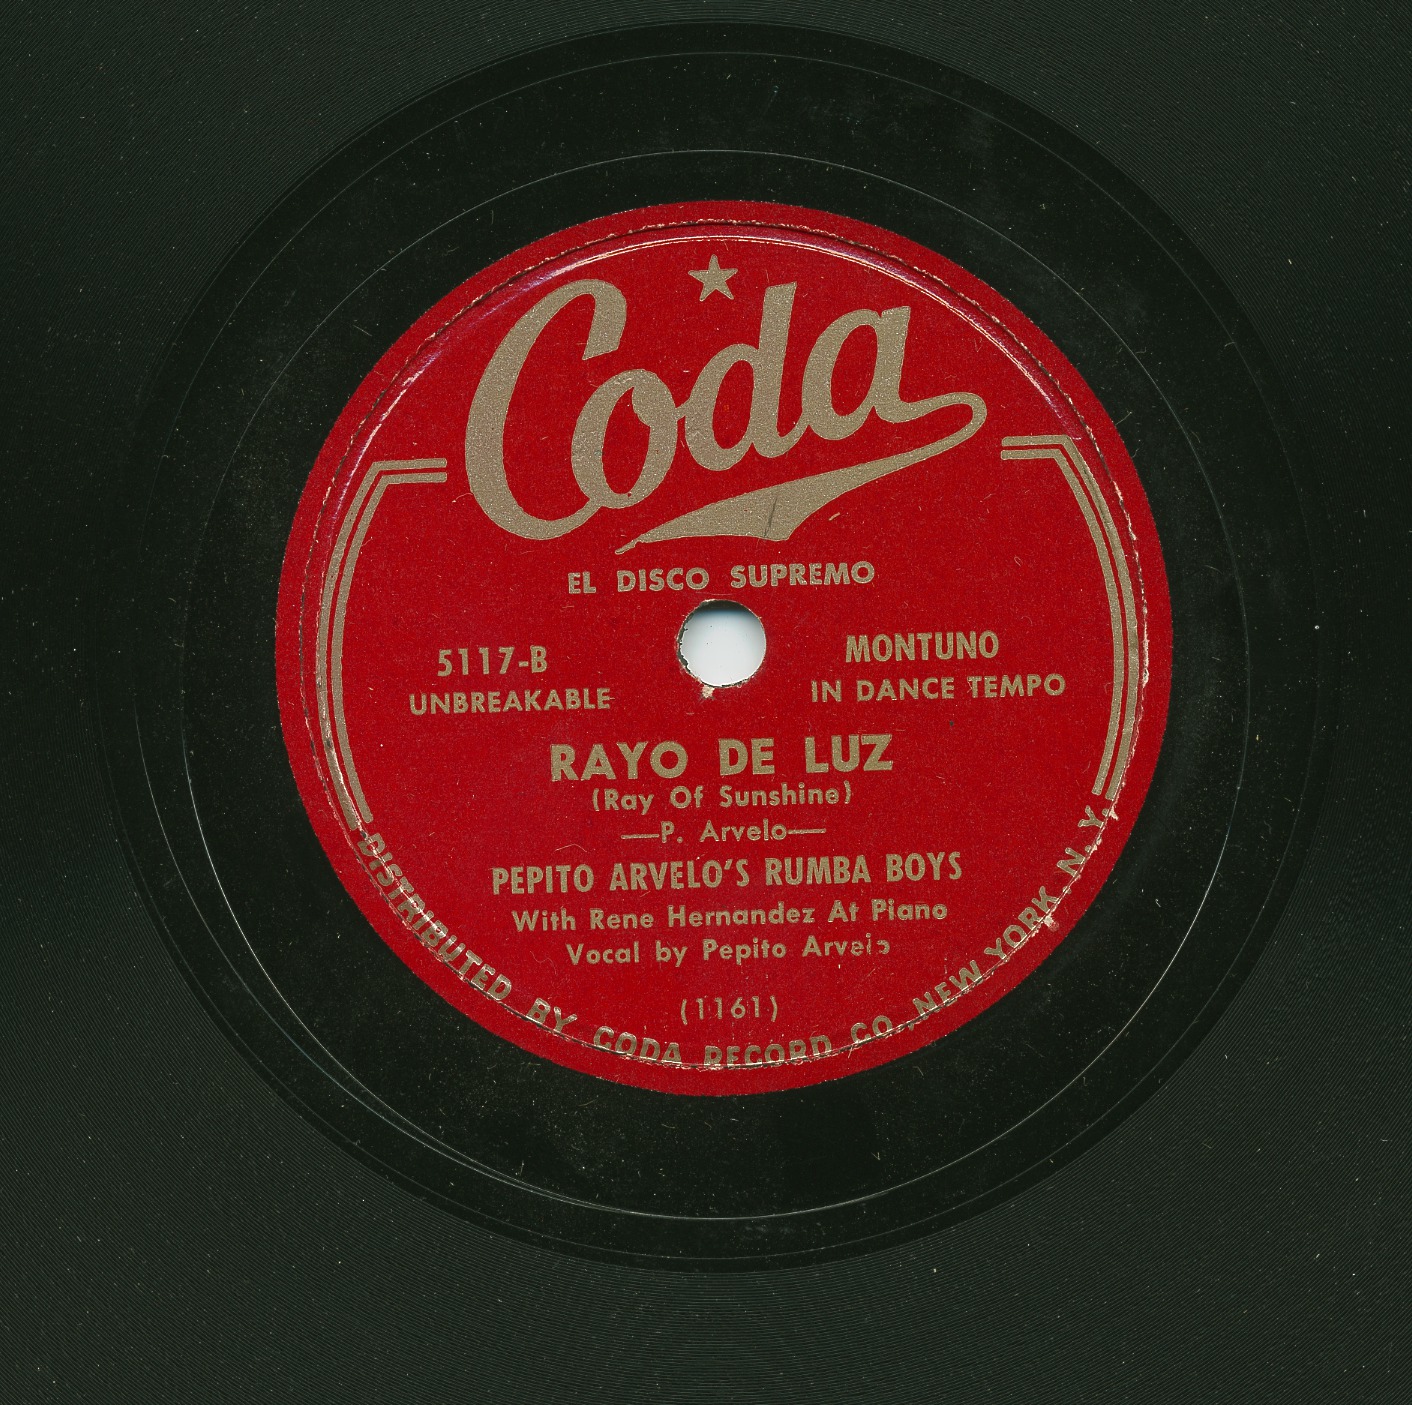 Coda
EL DISCO SUPREMO
5117-B
UNBREAKABLE
MONTUNO
IN DANCE TEMPO
RAYO DE LUZ
(Ray Of Sunshine)
—P. Arvelo—
PEPITO ARVELO'S RUMBA BOYS
With Rene Hernandez At Piano
Vocal by Pepito Arvelo
(1161)
DISTRIBUTED BY CODA RECORD CO., NEW YORK N.Y.